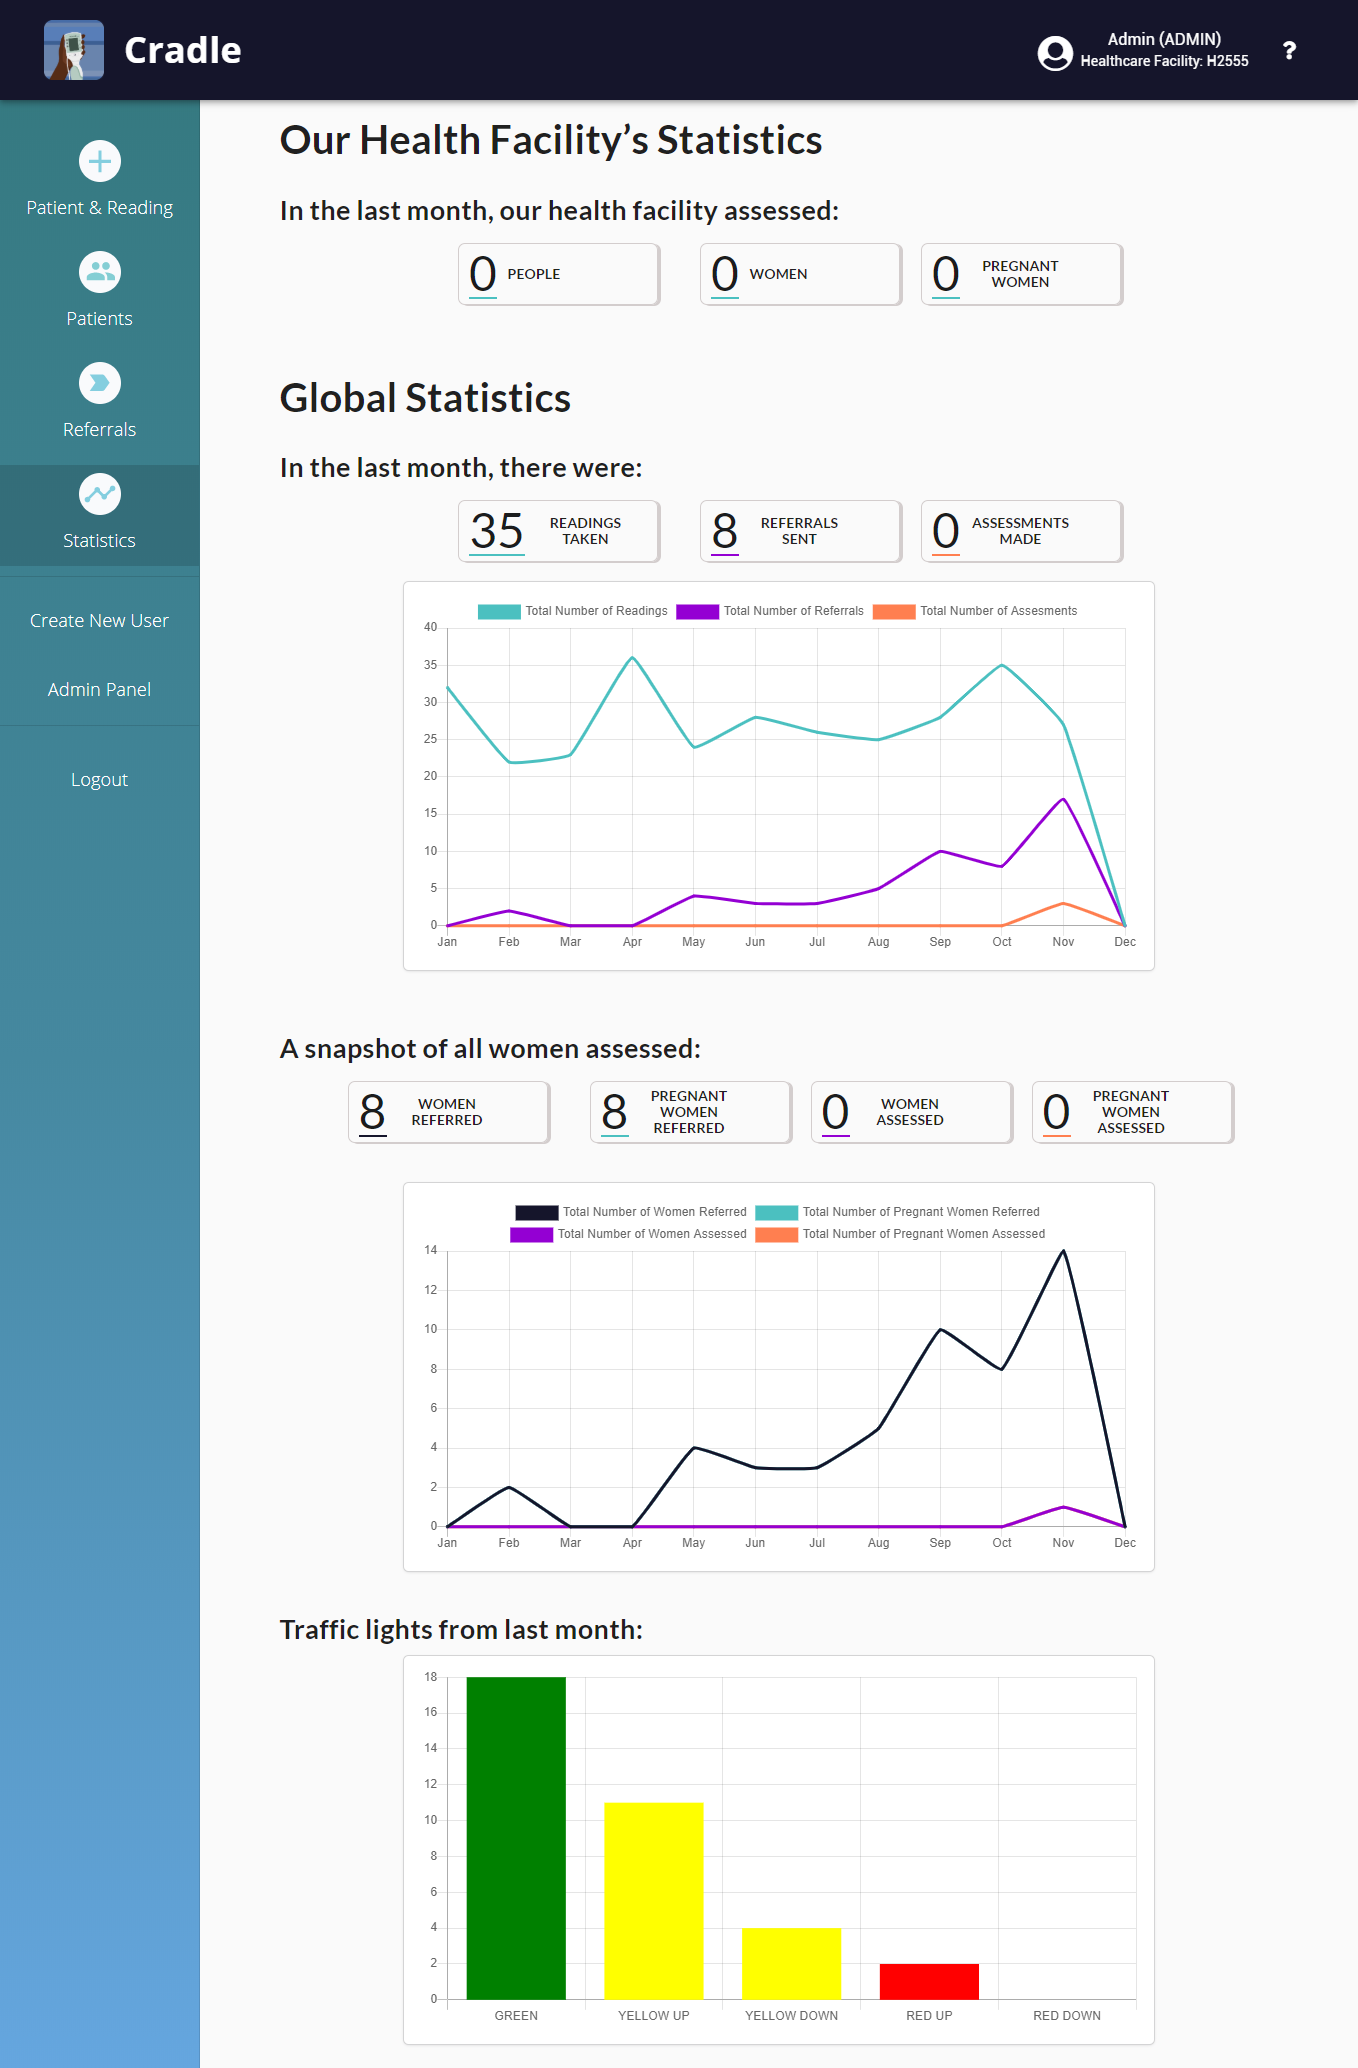 Cradle
Admin (ADMIN)
Healthcare Facility: H2555
?
Patient & Reading
Patients
Referrals
Statistics
Create New User
Admin Panel
Logout
Our Health Facility’s Statistics
In the last month, our health facility assessed:
0 PEOPLE
0 WOMEN
0 PREGNANT
WOMEN
Global Statistics
In the last month, there were:
35 READINGS
TAKEN
8 REFERRALS
SENT
0 ASSESSMENTS
MADE
Total Number of Readings Total Number of Referrals Total Number of Assesments
40
35
30
25
20
15
10
5
0
Jan Feb Mar Apr May Jun Jul Aug Sep Oct Nov Dec
A snapshot of all women assessed:
8 WOMEN
REFERRED
8 PREGNANT
WOMEN
REFERRED
0 WOMEN
ASSESSED
0 PREGNANT
WOMEN
ASSESSED
Total Number of Women Referred Total Number of Pregnant Women Referred
Total Number of Women Assessed Total Number of Pregnant Women Assessed
14
12
10
8
6
4
2
0
Jan Feb Mar Apr May Jun Jul Aug Sep Oct Nov Dec
Traffic lights from last month:
18
16
14
12
10
8
6
4
2
0
GREEN YELLOW UP YELLOW DOWN RED UP RED DOWN